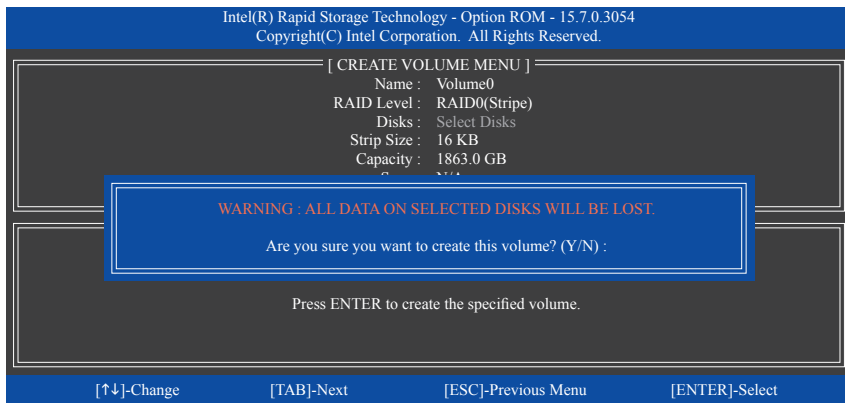 Intel(R) Rapid Storage Technology - Option ROM - 15.7.0.3054
Copyright(C) Intel Corporation. All Rights Reserved.
[ CREATE VOLUME MENU ]
Name : Volume0
RAID Level : RAID0(Stripe)
Disks : Select Disks
Strip Size : 16 KB
Capacity : 1863.0 GB
WARNING : ALL DATA ON SELECTED DISKS WILL BE LOST.
Are you sure you want to create this volume? (Y/N) :
Press ENTER to create the specified volume.
[↑↓]-Change [TAB]-Next [ESC]-Previous Menu [ENTER]-Select